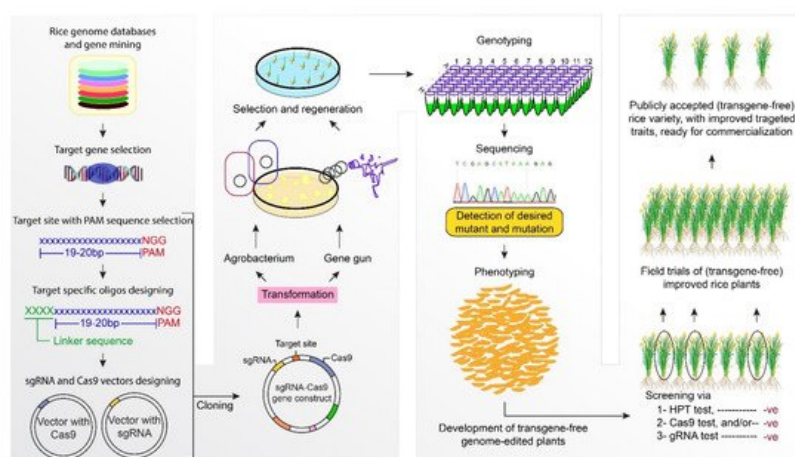 Rice genome databases
and gene mining
Target gene selection
Target site with PAM sequence selection
xxxxxxxxxxxxxxxxxxNGG
19-20bp
PAM
Target specific oligos designing
XXXXxxxxxxxxxxxxxxxxxxNGG
19-20bp
PAM
Linker sequence
sgRNA and Cas9 vectors designing
Vector with
Cas9
Vector with
sgRNA
Cloning
Selection and regeneration
Agrobacterium
Gene gun
Transformation
Target site
sgRNA
Cas9
sgRNA-Cas9
gene construct
Genotyping
1 2 3 4 5 6 7 8 9 10 11 12
Sequencing
Detection of desired
mutant and mutation
Phenotyping
Development of transgene-free
genome-edited plants
Publicly accepted (transgene-free)
rice variety, with improved trageted
traits, ready for commercialization
Field trials of (transgene-free)
improved rice plants
Screening via
1- HPT test, ----------- -ve
2- Cas9 test, and/or-- -ve
3- gRNA test --------- -ve